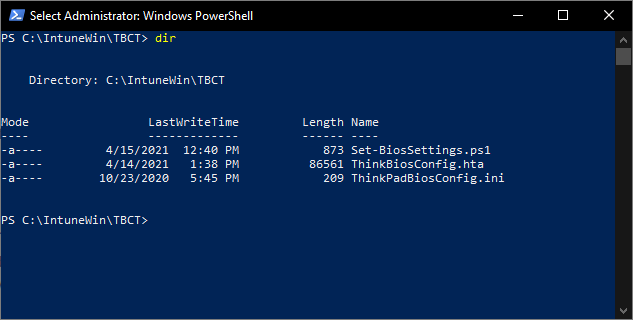 Select Administrator: Windows PowerShell
PS C:\IntuneWin\TBCT> dir
    Directory: C:\IntuneWin\TBCT
Mode                 LastWriteTime         Length Name
----                 -------------         ------ ----
-a----         4/15/2021  12:40 PM            873 Set-BiosSettings.ps1
-a----         4/14/2021   1:38 PM          86561 ThinkBiosConfig.hta
-a----        10/23/2020   5:45 PM            209 ThinkPadBiosConfig.ini
PS C:\IntuneWin\TBCT>